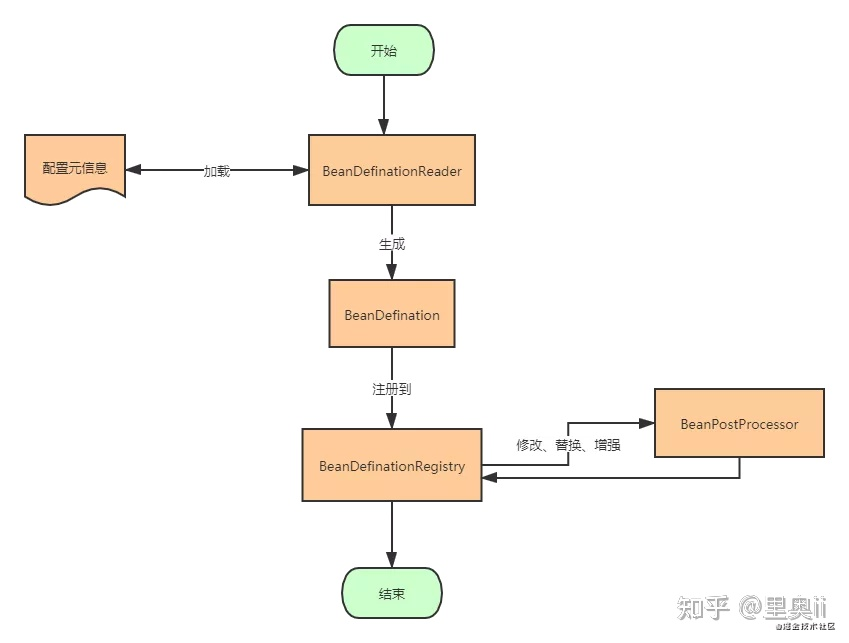 开始
配置元信息
加载
BeanDefinationReader
生成
BeanDefination
注册到
BeanDefinationRegistry
修改、替换、增强
BeanPostProcessor
结束
知乎 @里奥ii
@掘金技术社区